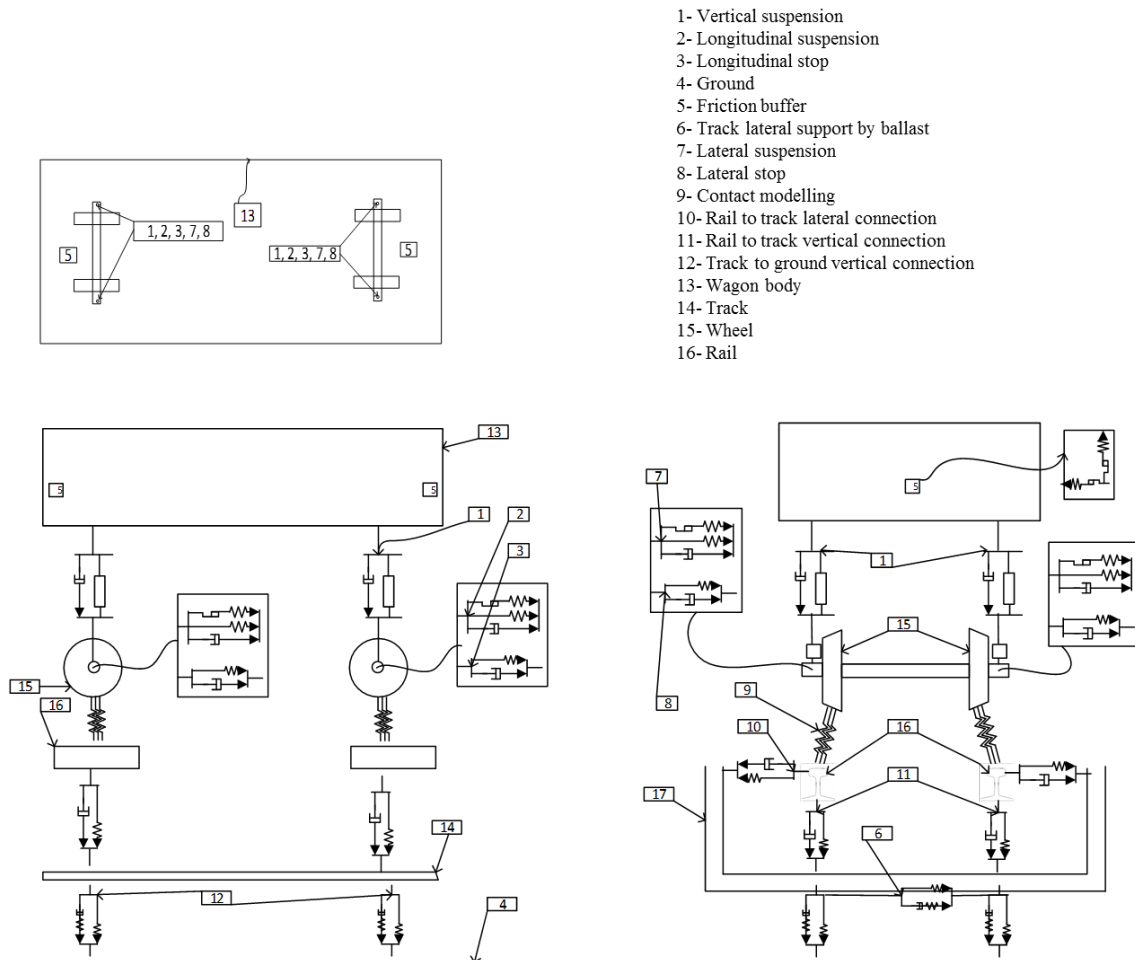 1- Vertical suspension
2- Longitudinal suspension
3- Longitudinal stop
4- Ground
5- Friction buffer
6- Track lateral support by ballast
7- Lateral suspension
8- Lateral stop
9- Contact modelling
10- Rail to track lateral connection
11- Rail to track vertical connection
12- Track to ground vertical connection
13- Wagon body
14- Track
15- Wheel
16- Rail
13
1, 2, 3, 7, 8
1, 2, 3, 7, 8
5
5
13
5
5
1
2
3
15
16
14
12
4
5
7
1
15
8
9
10
16
11
17
6